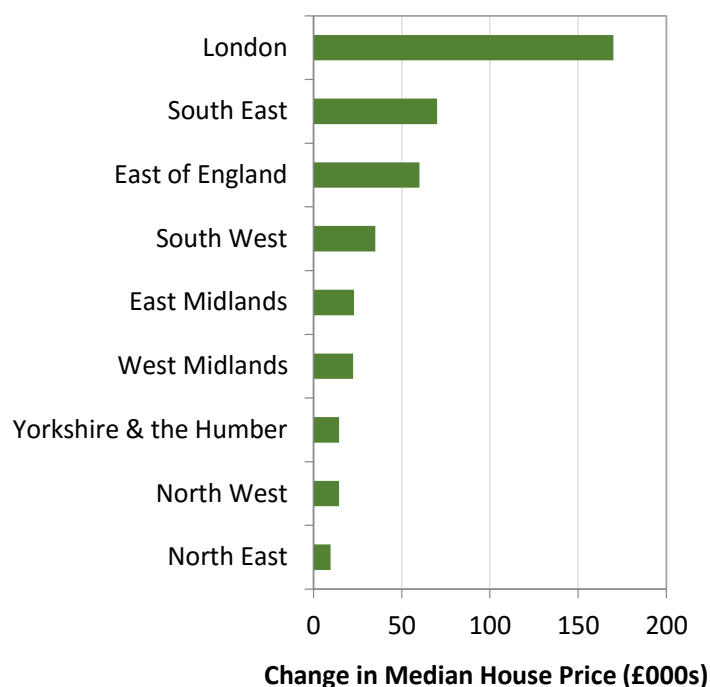 London
South East
East of England
South West
East Midlands
West Midlands
Yorkshire & the Humber
North West
North East
0 50 100 150 200
Change in Median House Price (£000s)